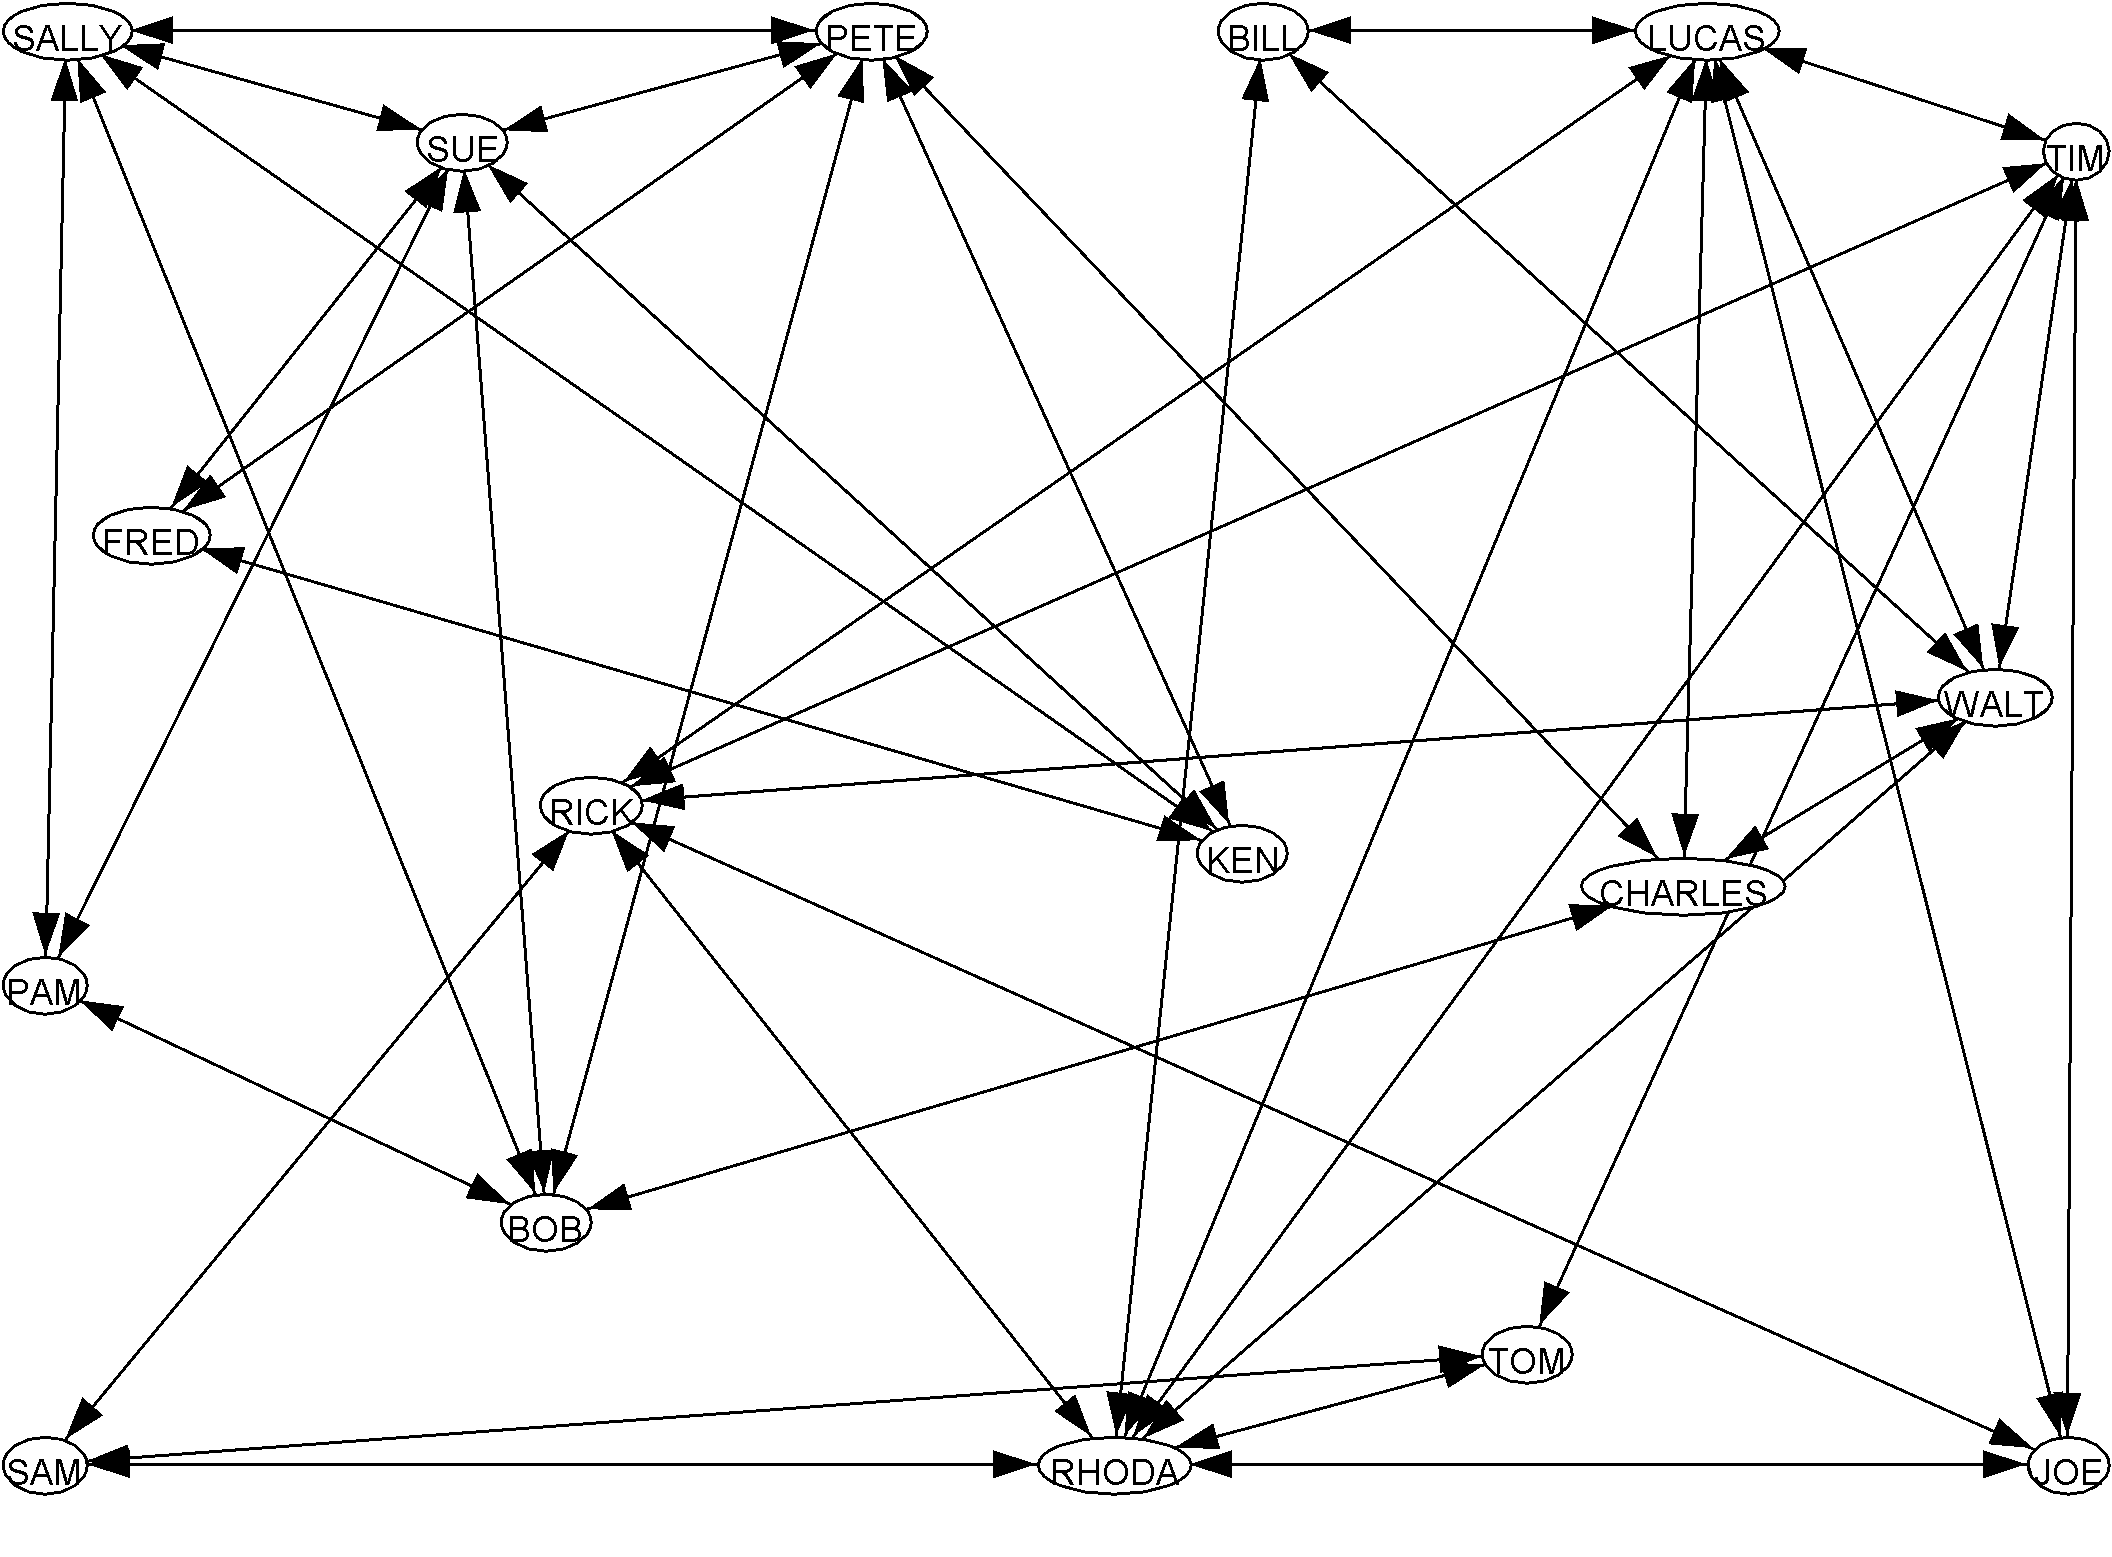 SALLY
PETE
BILL
LUCAS
SUE
TIM
FRED
WALT
RICK
KEN
CHARLES
PAM
BOB
TOM
SAM
RHODA
JOE